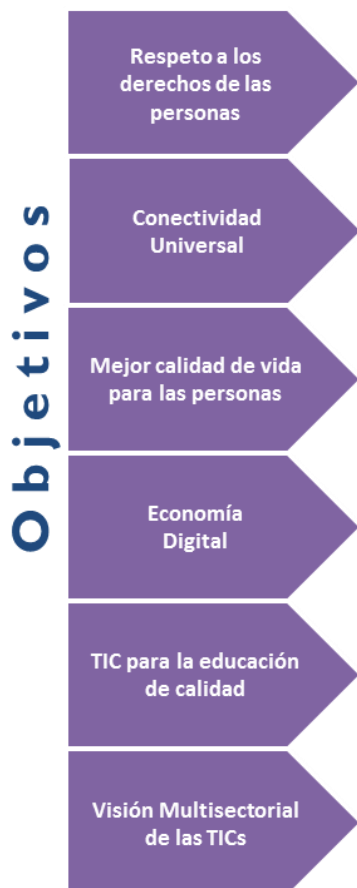 Objetivos
Respeto a los
derechos de las
personas
Conectividad
Universal
Mejor calidad de vida
para las personas
Economía
Digital
TIC para la educación
de calidad
Visión Multisectorial
de las TICs